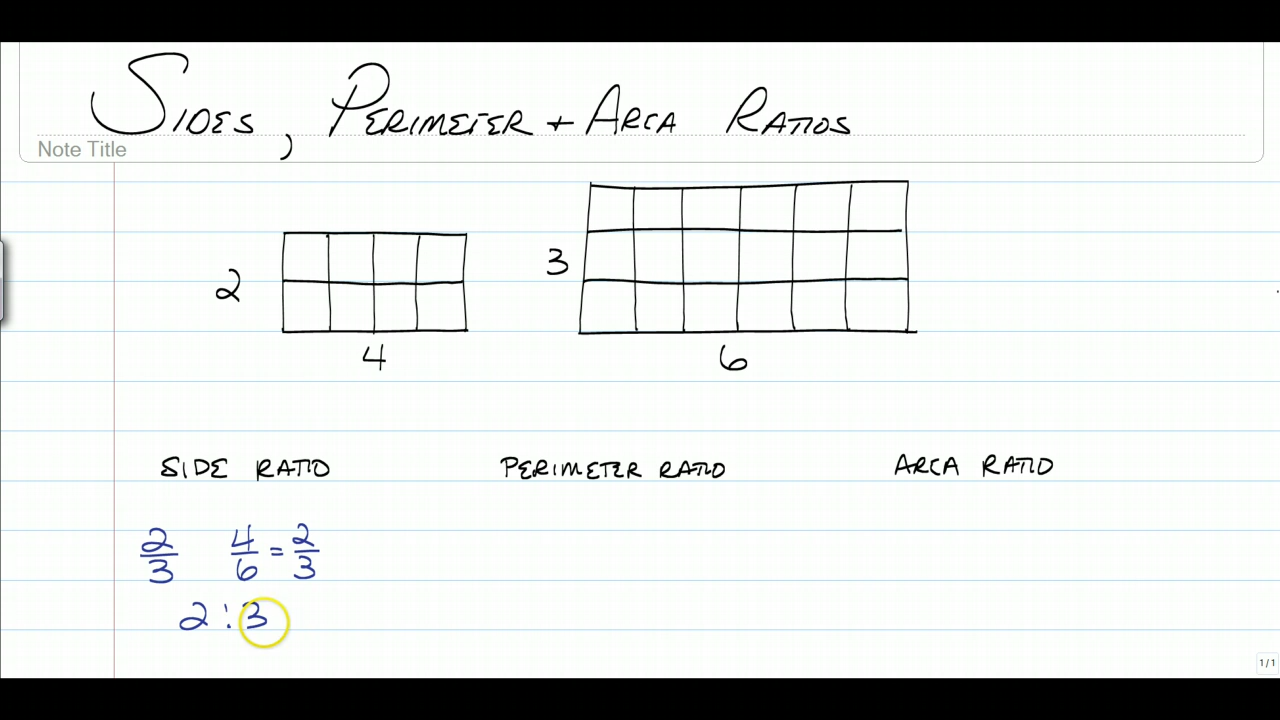 SIDES, PERIMETER + AREA RATIOS
Note Title
2
3
4
6
SIDE RATIO
PERIMETER RATIO
AREA RATIO
2/3 4/6 = 2/3
2 : 3
1/1